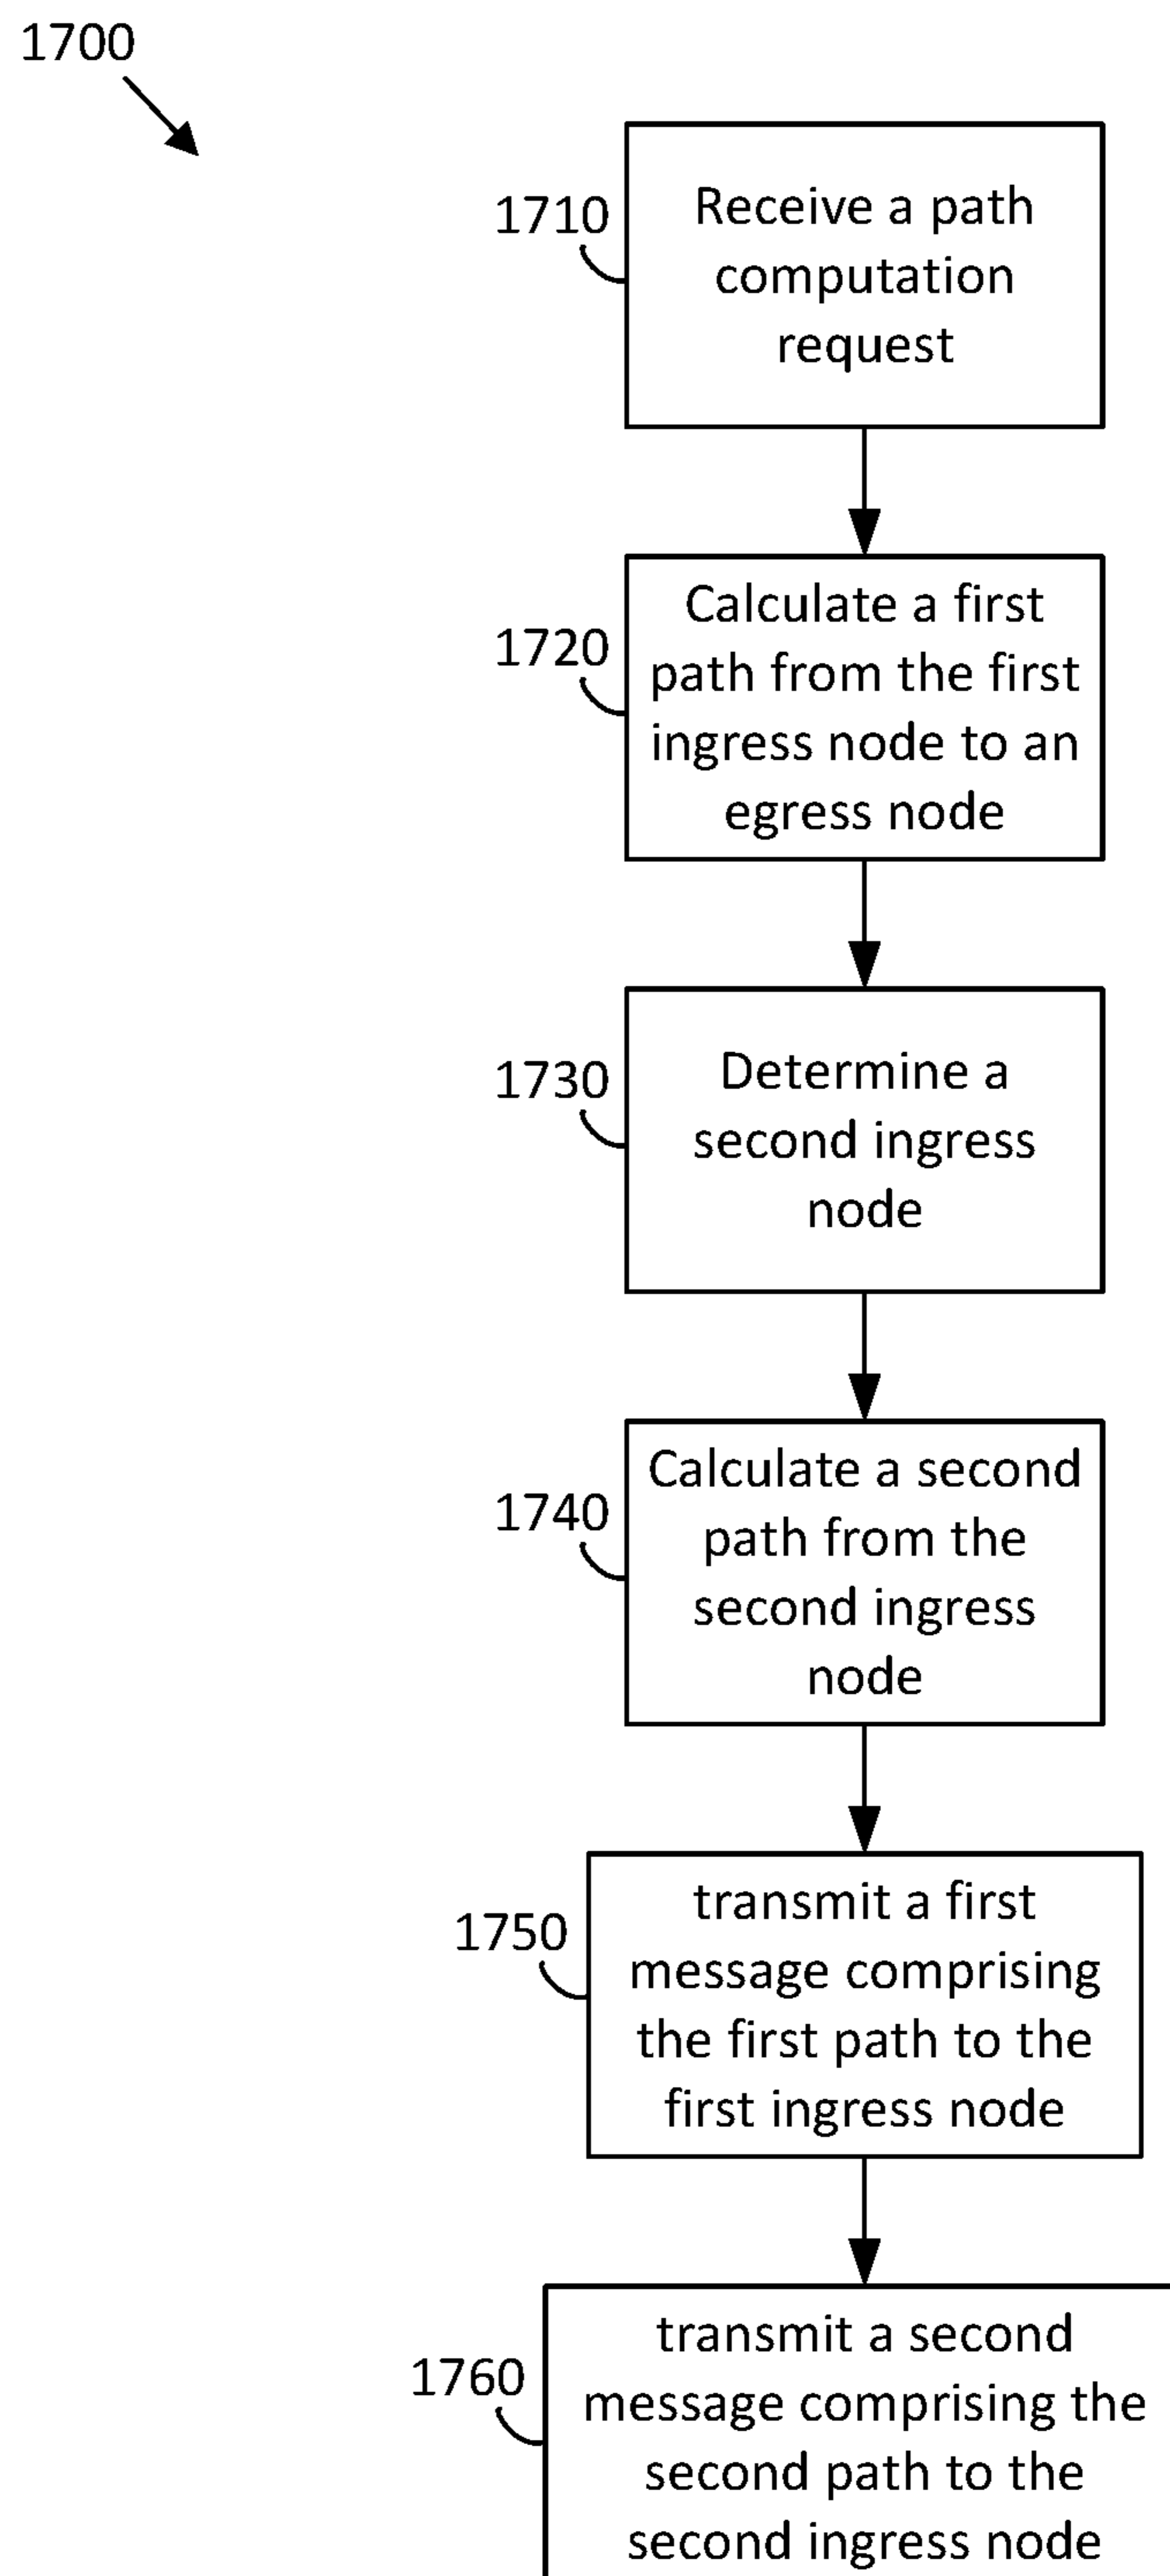 1700
1710
Receive a path
computation
request
1720
Calculate a first
path from the first
ingress node to an
egress node
1730
Determine a
second ingress
node
1740
Calculate a second
path from the
second ingress
node
1750
transmit a first
message comprising
the first path to the
first ingress node
1760
transmit a second
message comprising the
second path to the
second ingress node